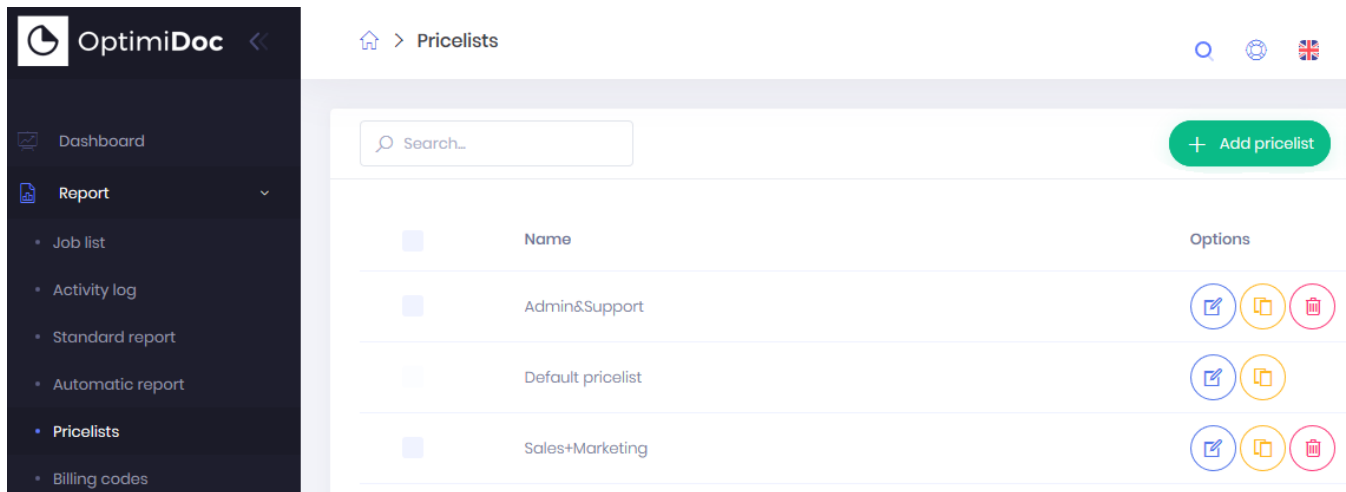 OptimiDoc
> Pricelists
Dashboard
Report
Job list
Activity log
Standard report
Automatic report
Pricelists
Billing codes
Search...
+ Add pricelist
Name Options
Admin&Support
Default pricelist
Sales+Marketing